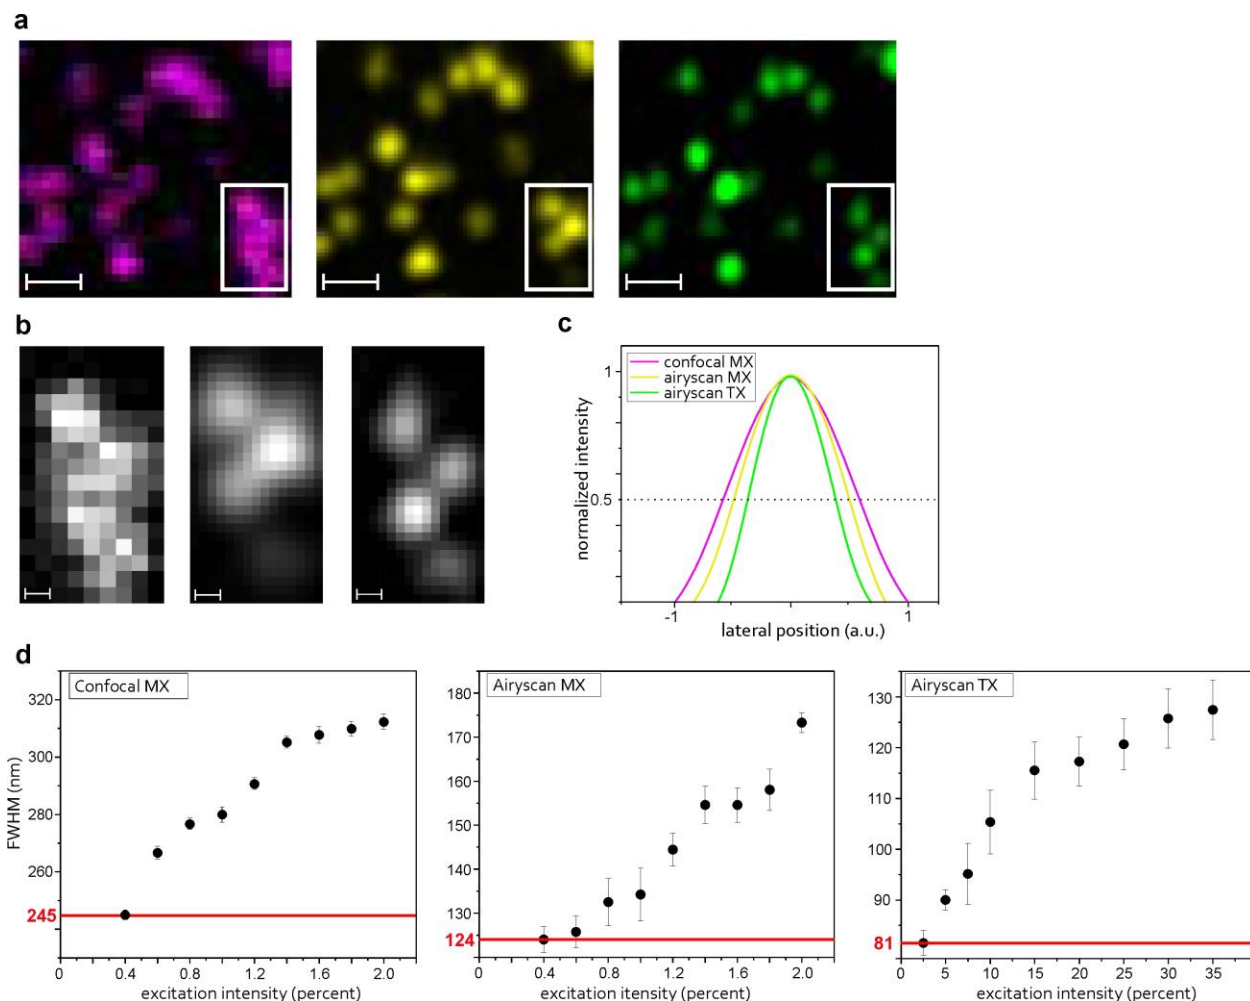 a
b
c
confocal MX
airyscan MX
airyscan TX
1
0.5
normalized intensity
-1
1
lateral position (a.u.)
d
Confocal MX
320
300
280
260
245
FWHM (nm)
0
0.4
0.8
1.2
1.6
2.0
excitation intensity (percent)
Airyscan MX
180
170
160
150
140
130
124
0
0.4
0.8
1.2
1.6
2.0
excitation intensity (percent)
Airyscan TX
130
120
110
100
90
81
0
5
10
15
20
25
30
35
excitation intensity (percent)